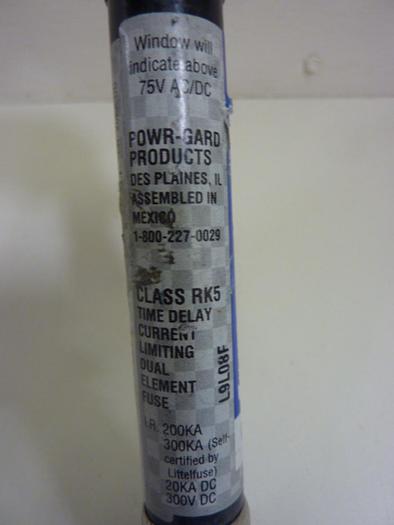 Window will
indicate above
75V AC/DC
POWR-GARD
PRODUCTS
DES PLAINES, IL
ASSEMBLED IN
MEXICO
1-800-227-0029
CLASS RK5
TIME DELAY
CURRENT
LIMITING
DUAL
ELEMENT
FUSE
L9L08F
I.R. 200KA
300KA (Self-
certified by
Littelfuse)
20KA DC
300V DC